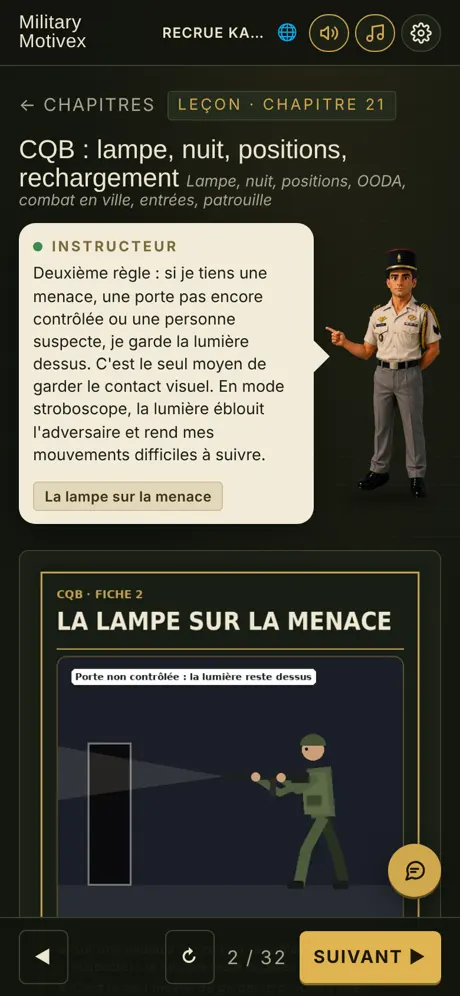 Military
Motivex
RECRUE KA...
← CHAPITRES
LEÇON · CHAPITRE 21
CQB : lampe, nuit, positions,
rechargement Lampe, nuit, positions, OODA,
combat en ville, entrées, patrouille
INSTRUCTEUR
Deuxième règle : si je tiens une
menace, une porte pas encore
contrôlée ou une personne
suspecte, je garde la lumière
dessus. C'est le seul moyen de
garder le contact visuel. En mode
stroboscope, la lumière éblouit
l'adversaire et rend mes
mouvements difficiles à suivre.
La lampe sur la menace
CQB · FICHE 2
LA LAMPE SUR LA MENACE
Porte non contrôlée : la lumière reste dessus
2 / 32
SUIVANT ▶